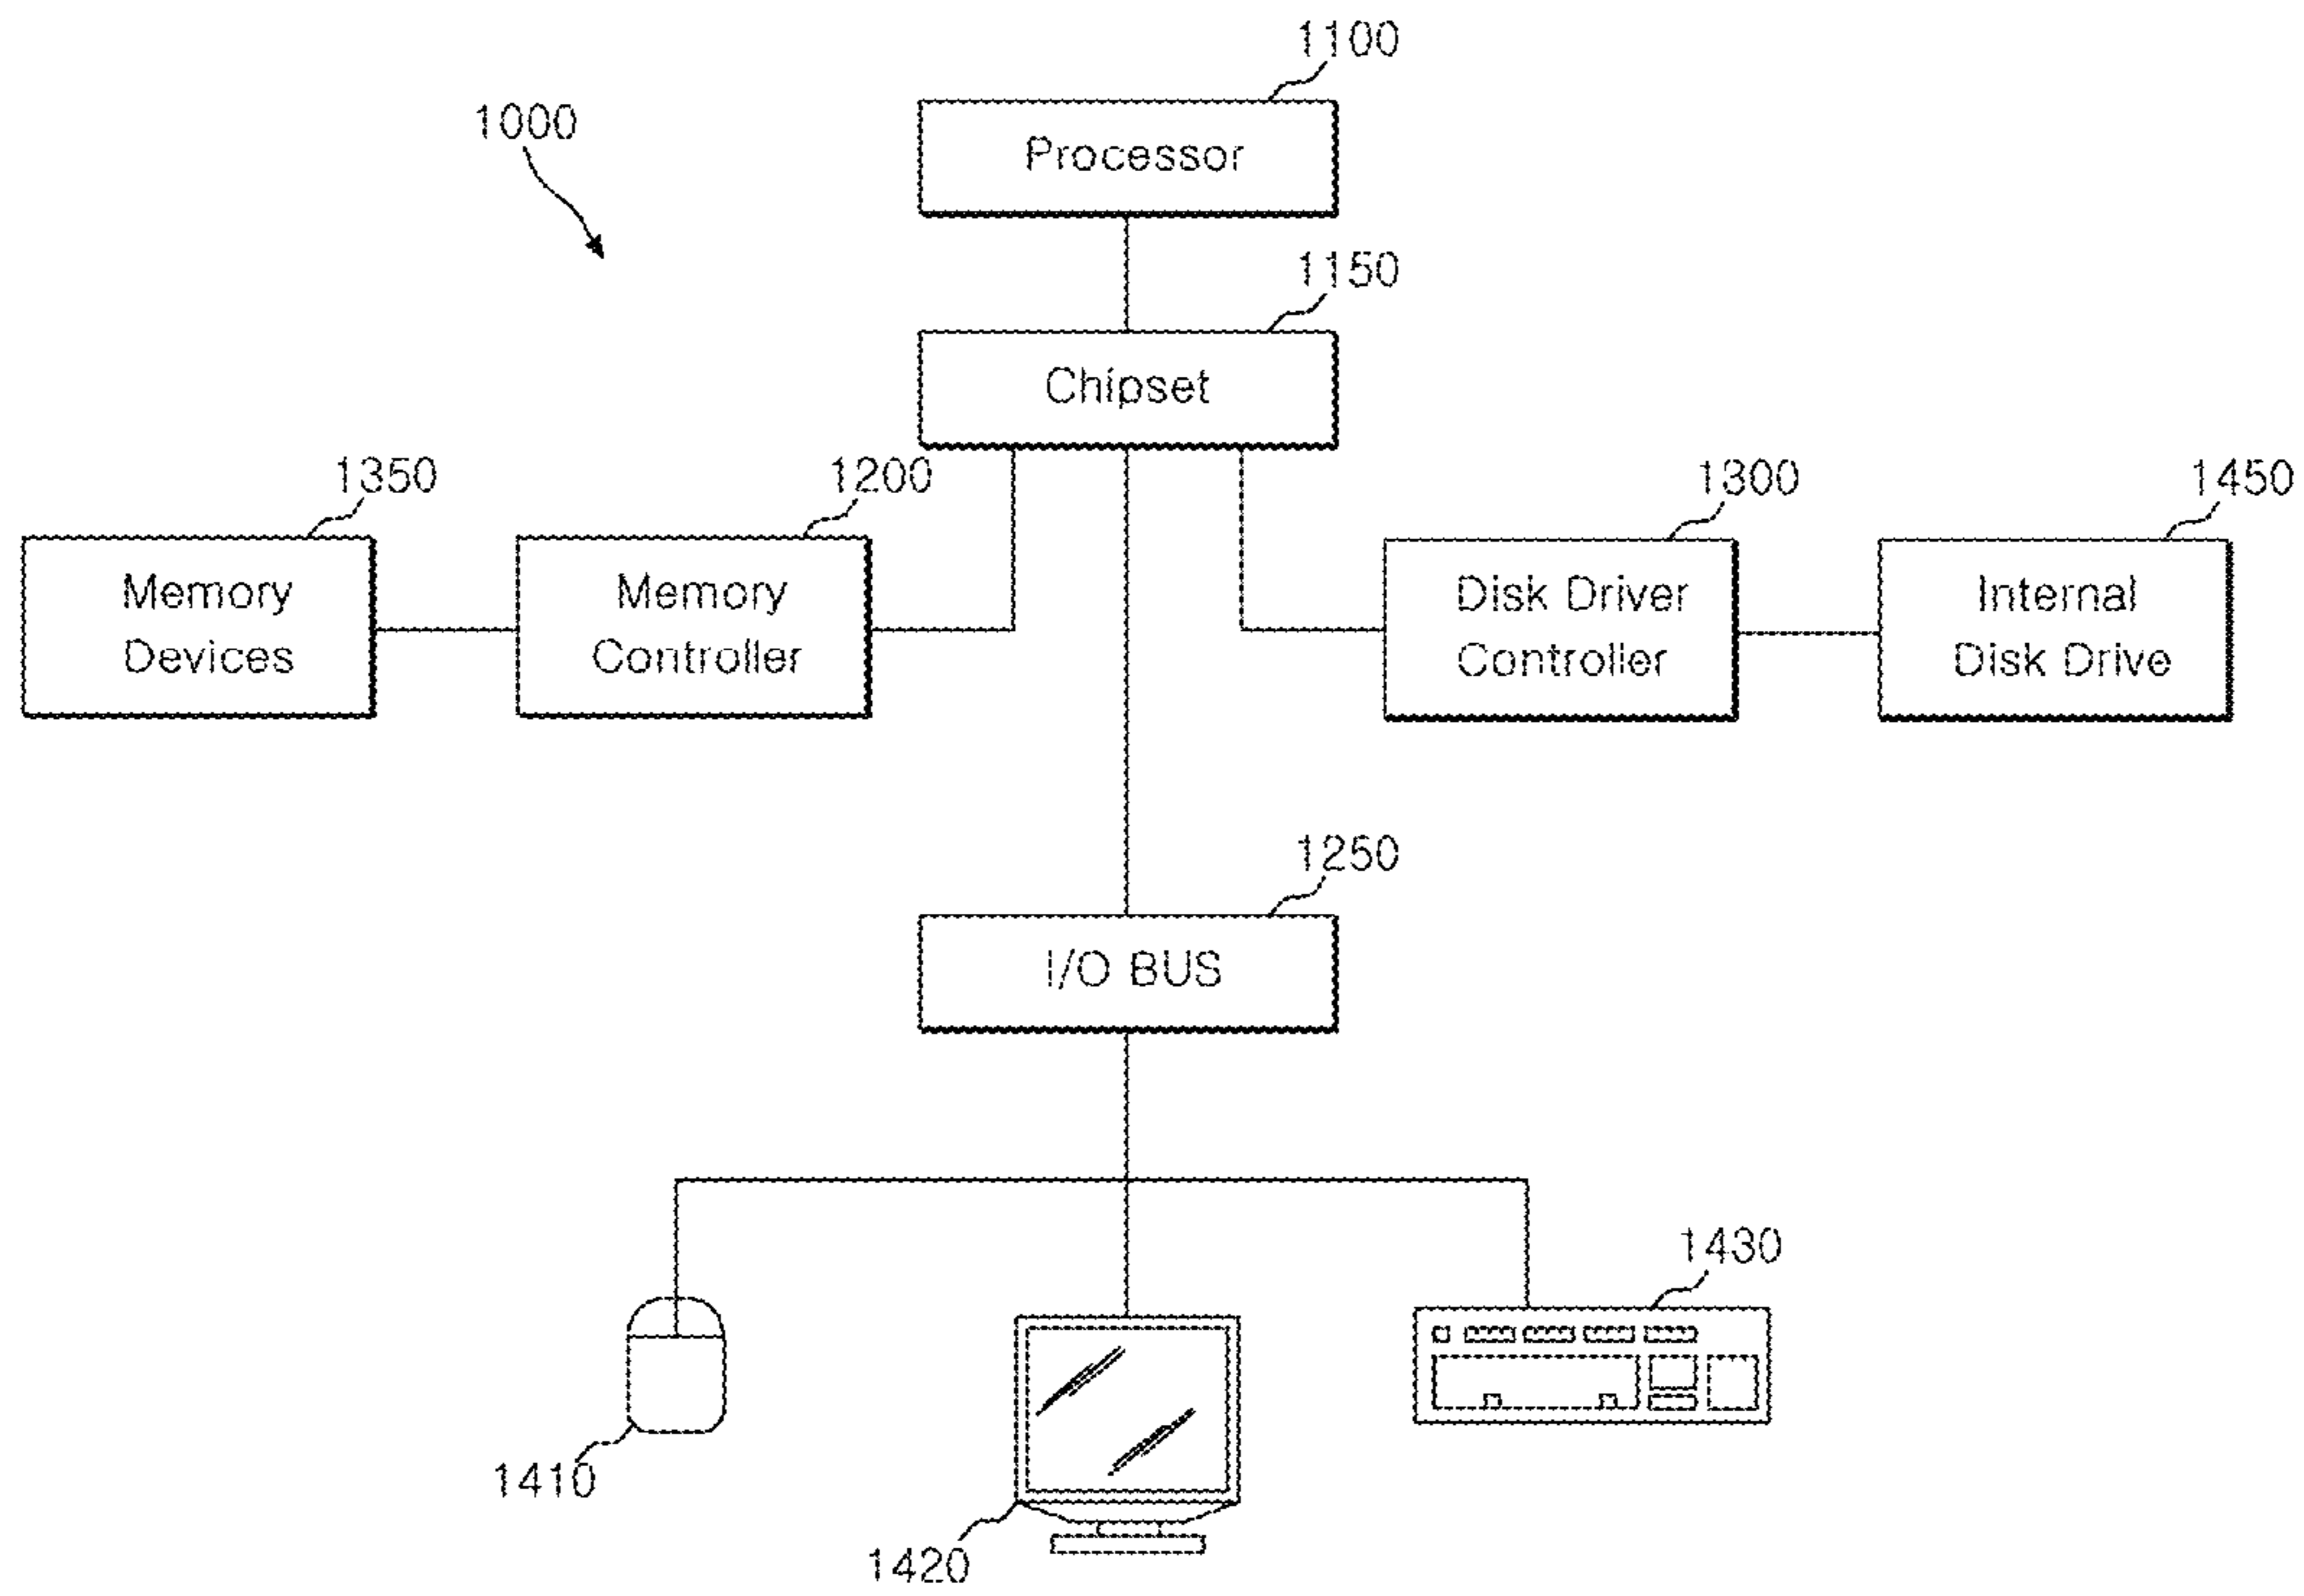 1100
1000
Processor
1150
Chipset
1350
1200
1300
1450
Memory
Devices
Memory
Controller
Disk Driver
Controller
Internal
Disk Drive
1250
I/O BUS
1430
1410
1420